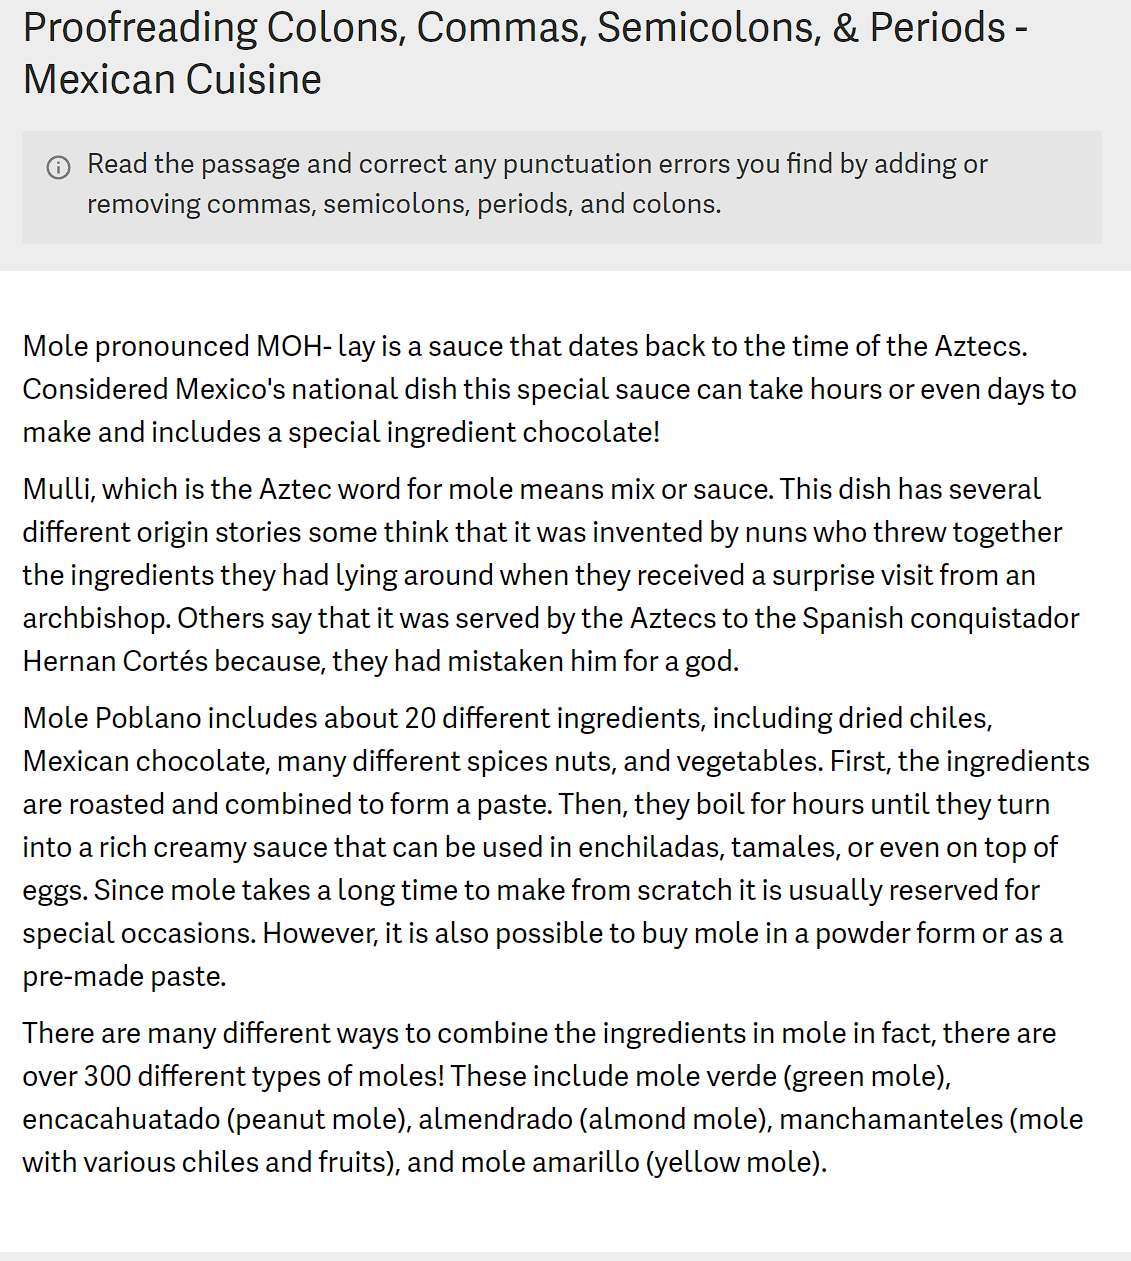 Proofreading Colons, Commas, Semicolons, & Periods -
Mexican Cuisine
Read the passage and correct any punctuation errors you find by adding or
removing commas, semicolons, periods, and colons.
Mole pronounced MOH- lay is a sauce that dates back to the time of the Aztecs.
Considered Mexico's national dish this special sauce can take hours or even days to
make and includes a special ingredient chocolate!
Mulli, which is the Aztec word for mole means mix or sauce. This dish has several
different origin stories some think that it was invented by nuns who threw together
the ingredients they had lying around when they received a surprise visit from an
archbishop. Others say that it was served by the Aztecs to the Spanish conquistador
Hernan Cortés because, they had mistaken him for a god.
Mole Poblano includes about 20 different ingredients, including dried chiles,
Mexican chocolate, many different spices nuts, and vegetables. First, the ingredients
are roasted and combined to form a paste. Then, they boil for hours until they turn
into a rich creamy sauce that can be used in enchiladas, tamales, or even on top of
eggs. Since mole takes a long time to make from scratch it is usually reserved for
special occasions. However, it is also possible to buy mole in a powder form or as a
pre-made paste.
There are many different ways to combine the ingredients in mole in fact, there are
over 300 different types of moles! These include mole verde (green mole),
encacahuatado (peanut mole), almendrado (almond mole), manchamanteles (mole
with various chiles and fruits), and mole amarillo (yellow mole).